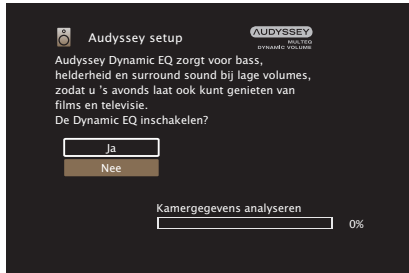 Audyssey setup
AUDYSSEY
MULTEQ
DYNAMIC VOLUME
Audyssey Dynamic EQ zorgt voor bass,
helderheid en surround sound bij lage volumes,
zodat u 's avonds laat ook kunt genieten van
films en televisie.
De Dynamic EQ inschakelen?
Ja
Nee
Kamergegevens analyseren
0%